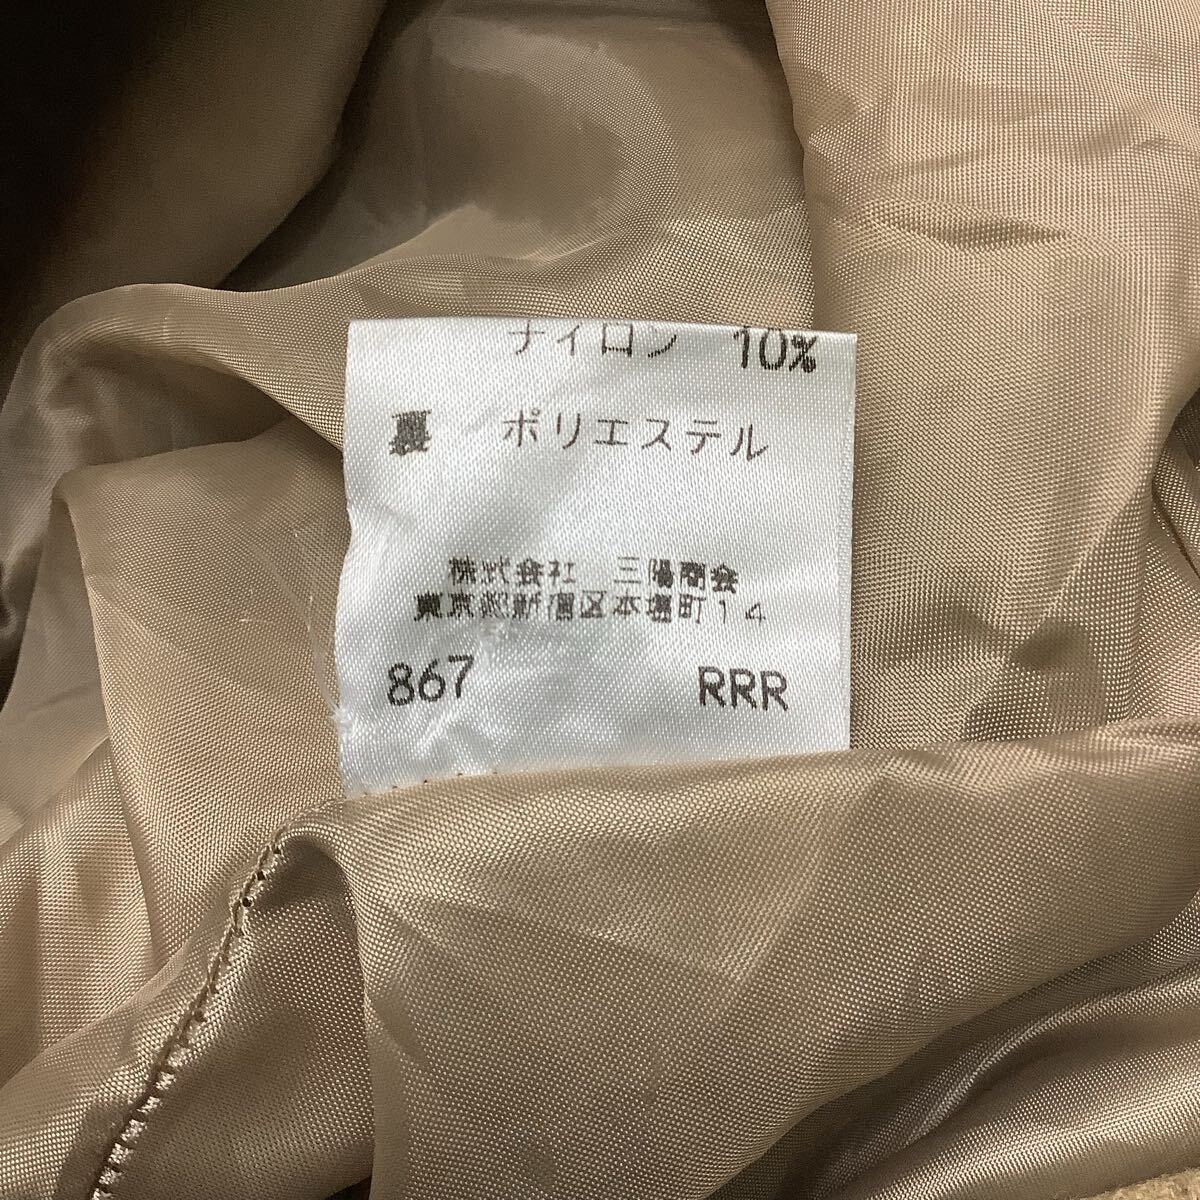 ナイロン 10%
裏 ポリエステル
株式会社 三陽商会
東京都新宿区本塩町14
867 RRR